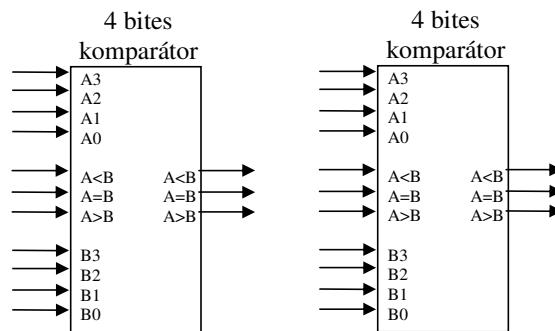 4 bites
komparátor
A3
A2
A1
A0
A<B A<B
A=B A=B
A>B A>B
B3
B2
B1
B0
4 bites
komparátor
A3
A2
A1
A0
A<B A<B
A=B A=B
A>B A>B
B3
B2
B1
B0